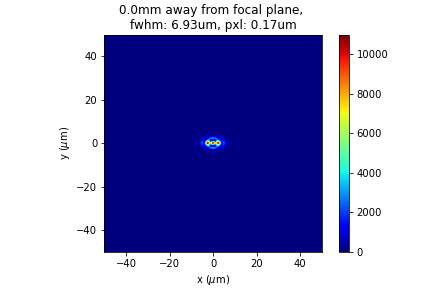 0.0mm away from focal plane,
fwhm: 6.93um, pxl: 0.17um
40
20
0
−20
−40
y (μm)
−40 −20 0 20 40
x (μm)
10000
8000
6000
4000
2000
0